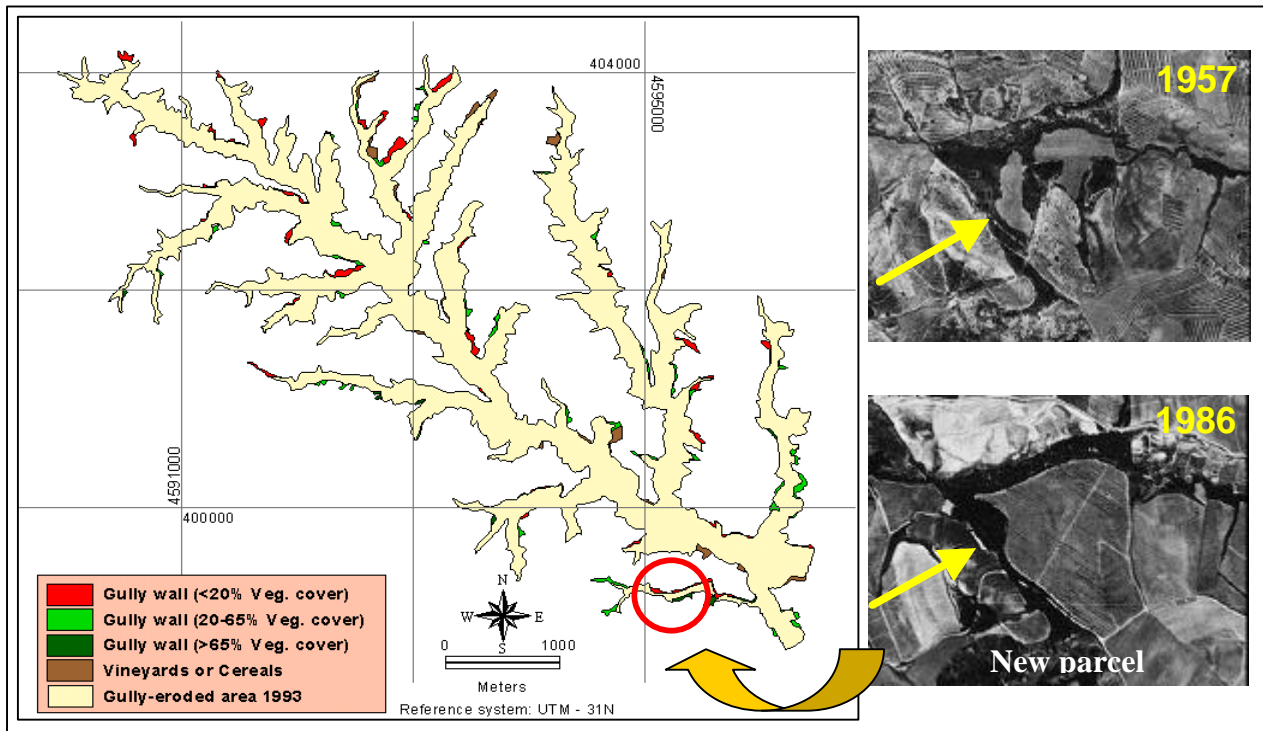 404000
4595000
4591000
400000
Gully wall (<20% Veg. cover)
Gully wall (20-65% Veg. cover)
Gully wall (>65% Veg. cover)
Vineyards or Cereals
Gully-eroded area 1993
N
W E
S
0 1000
Meters
Reference system: UTM - 31N
1957
1986
New parcel